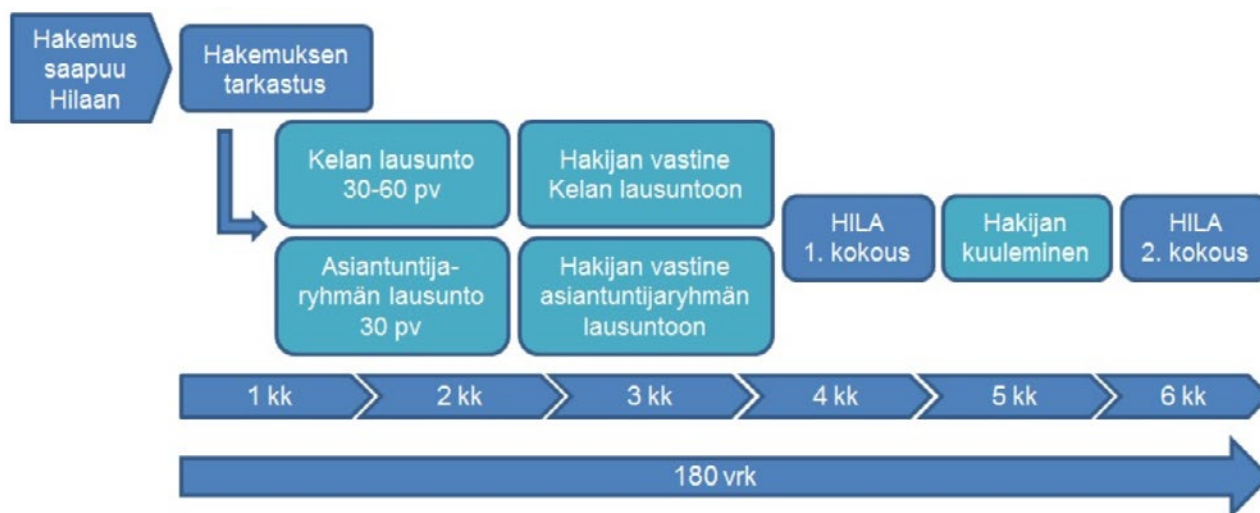 Hakemus
saapuu
Hilaan
Hakemuksen
tarkastus
Kelan lausunto
30-60 pv
Hakijan vastine
Kelan lausuntoon
Asiantuntija-
ryhmän lausunto
30 pv
Hakijan vastine
asiantuntijaryhmän
lausuntoon
HILA
1. kokous
Hakijan
kuuleminen
HILA
2. kokous
1 kk
2 kk
3 kk
4 kk
5 kk
6 kk
180 vrk